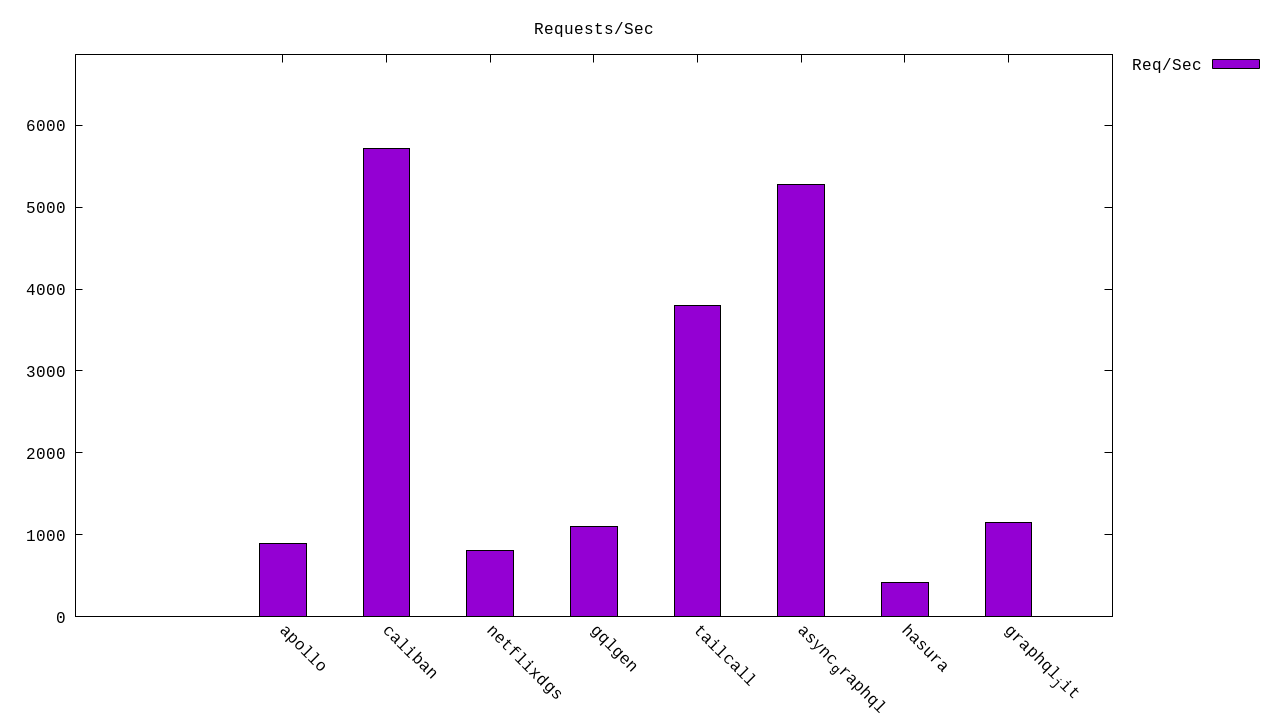 Requests/Sec
Req/Sec
6000
5000
4000
3000
2000
1000
0
apollo
caliban
netflixdgs
gqlgen
tailcall
async_graphql
hasura
graphql_jit